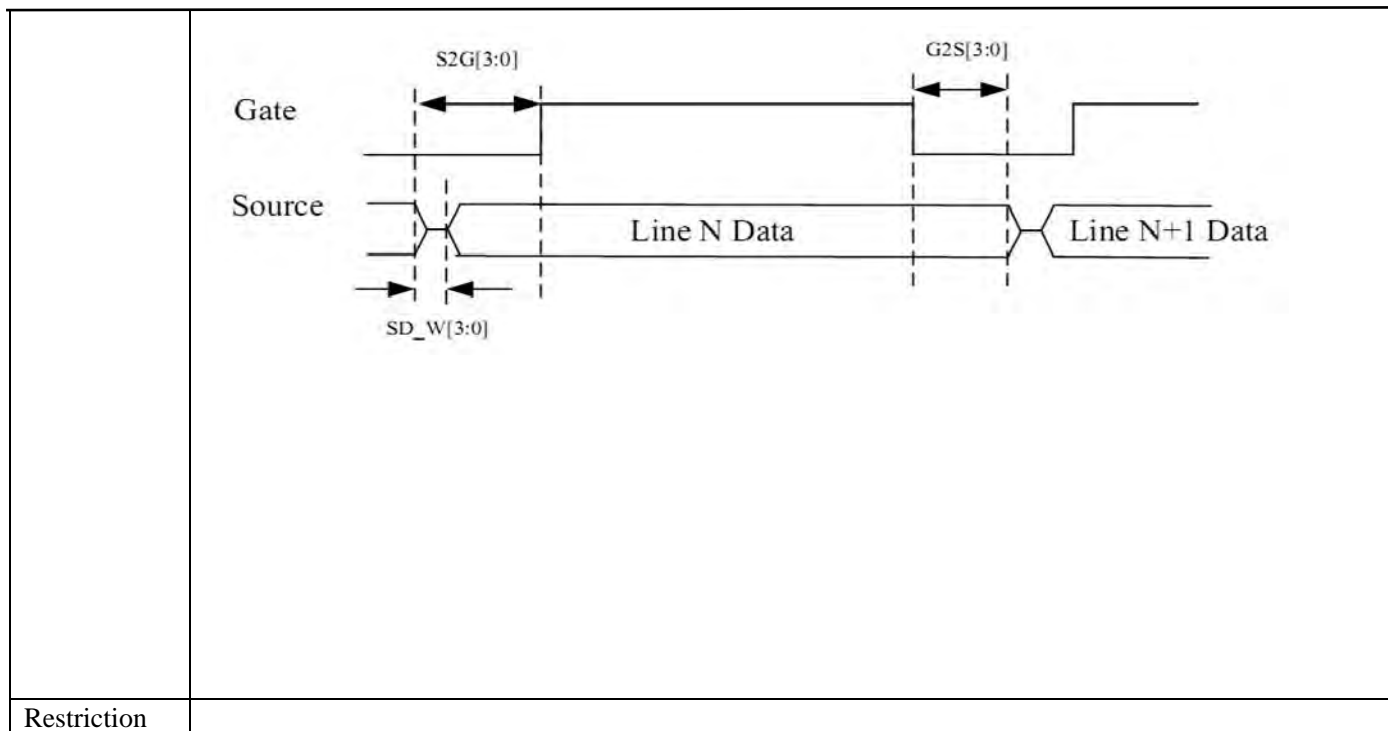 S2G[3:0]
G2S[3:0]
Gate
Source
Line N Data
Line N+1 Data
SD_W[3:0]
Restriction